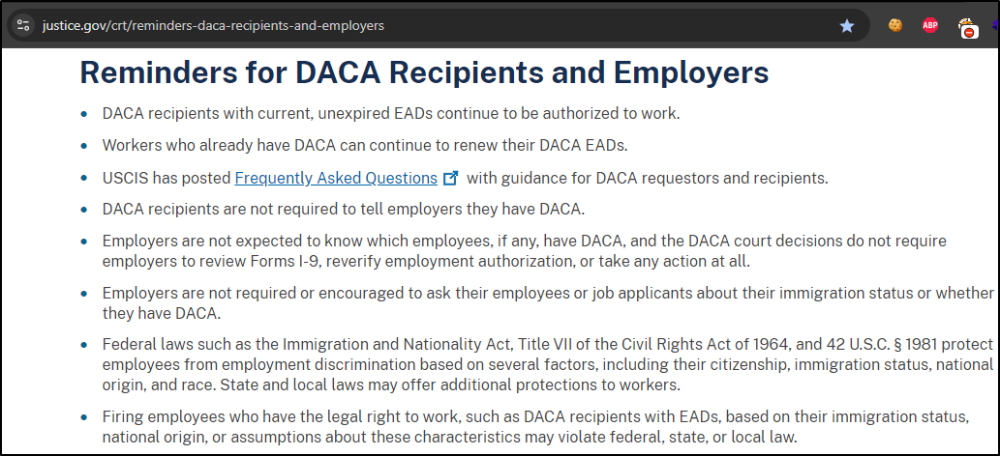 justice.gov/crt/reminders-daca-recipients-and-employers
ABP
Reminders for DACA Recipients and Employers
• DACA recipients with current, unexpired EADs continue to be authorized to work.
• Workers who already have DACA can continue to renew their DACA EADs.
• USCIS has posted Frequently Asked Questions with guidance for DACA requestors and recipients.
• DACA recipients are not required to tell employers they have DACA.
• Employers are not expected to know which employees, if any, have DACA, and the DACA court decisions do not require
employers to review Forms I-9, reverify employment authorization, or take any action at all.
• Employers are not required or encouraged to ask their employees or job applicants about their immigration status or whether
they have DACA.
• Federal laws such as the Immigration and Nationality Act, Title VII of the Civil Rights Act of 1964, and 42 U.S.C. § 1981 protect
employees from employment discrimination based on several factors, including their citizenship, immigration status, national
origin, and race. State and local laws may offer additional protections to workers.
• Firing employees who have the legal right to work, such as DACA recipients with EADs, based on their immigration status,
national origin, or assumptions about these characteristics may violate federal, state, or local law.